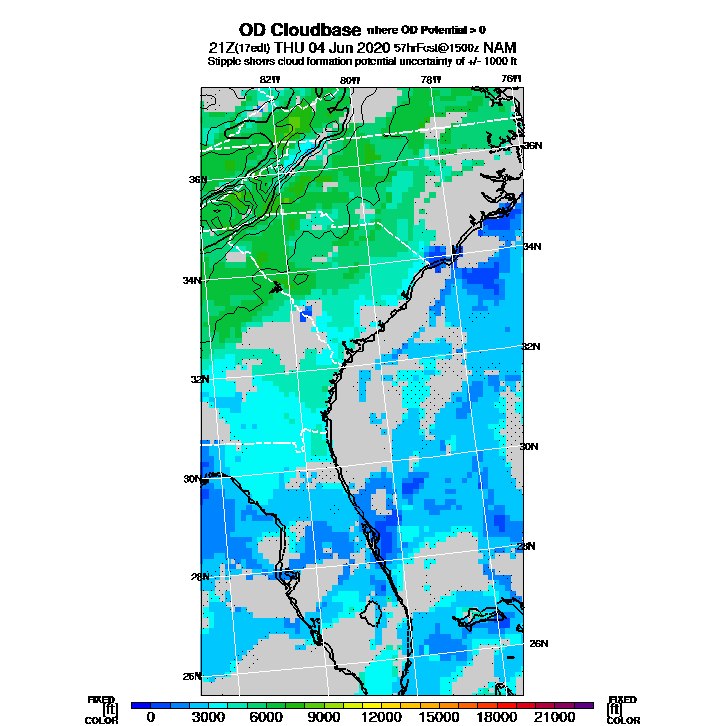 OD Cloudbase where OD Potential > 0
21Z(17edt) THU 04 Jun 2020 57hrFcst@1500z NAM
Stipple shows cloud formation potential uncertainty of +/- 1000 ft
82W 80W 78W 76W
36N
36N
34N
34N
32N
32N
30N
30N
28N
28N
26N
26N
FIXED FIXED
[ft] 0 3000 6000 9000 12000 15000 18000 21000 [ft]
COLOR COLOR